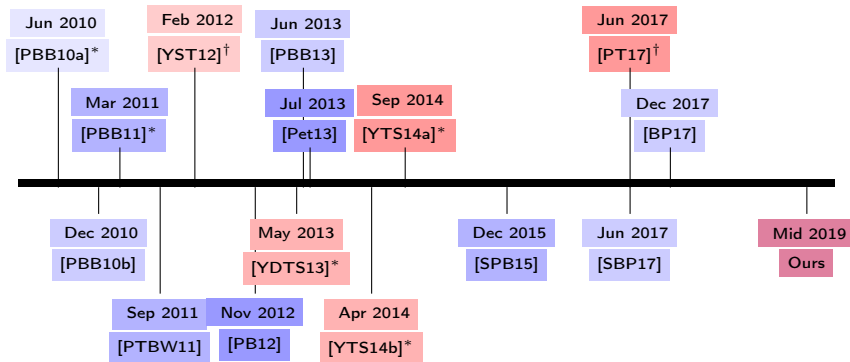 Jun 2010
[PBB10a]*
Feb 2012
[YST12]†
Jun 2013
[PBB13]
Jun 2017
[PT17]†
Mar 2011
[PBB11]*
Jul 2013
[Pet13]
Sep 2014
[YTS14a]*
Dec 2017
[BP17]
Dec 2010
[PBB10b]
May 2013
[YDTS13]*
Dec 2015
[SPB15]
Jun 2017
[SBP17]
Mid 2019
Ours
Sep 2011
[PTBW11]
Nov 2012
[PB12]
Apr 2014
[YTS14b]*